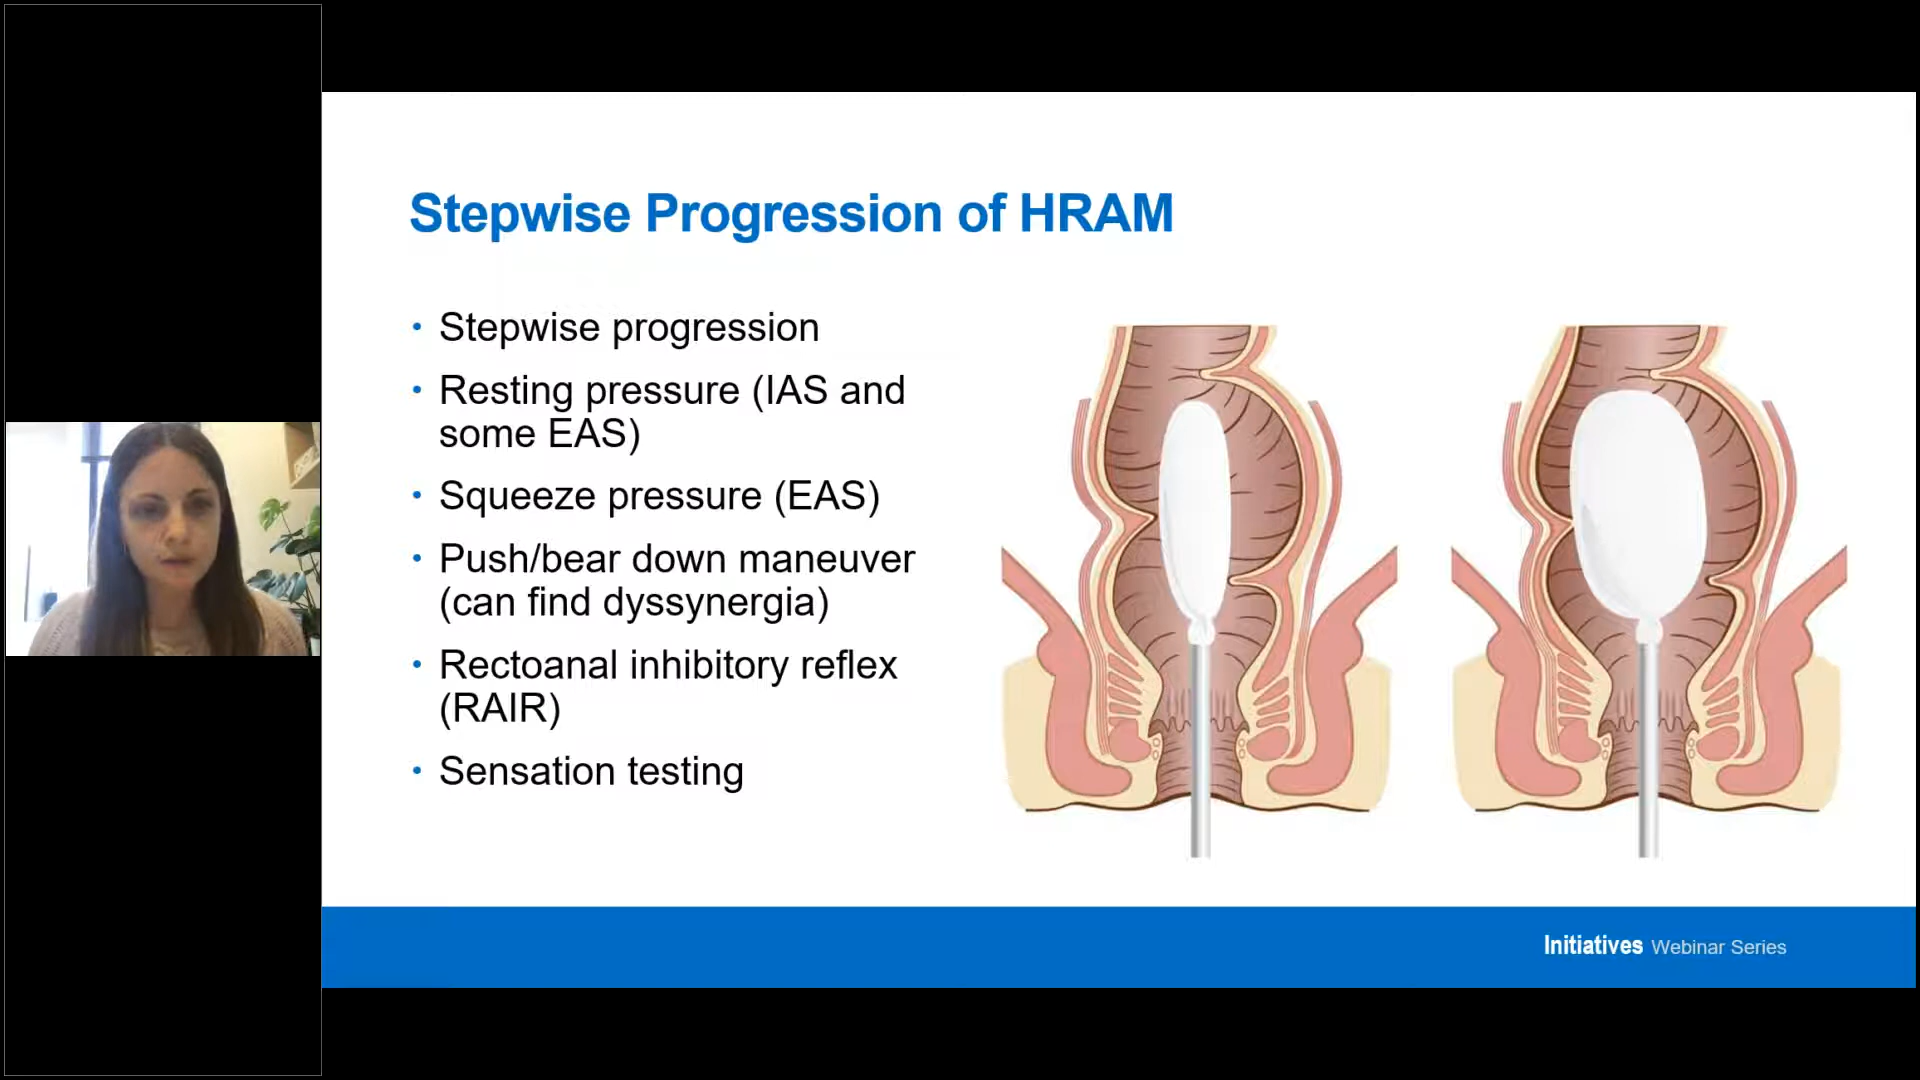 Stepwise Progression of HRAM
• Stepwise progression
• Resting pressure (IAS and
some EAS)
• Squeeze pressure (EAS)
• Push/bear down maneuver
(can find dyssynergia)
• Rectoanal inhibitory reflex
(RAIR)
• Sensation testing
Initiatives Webinar Series